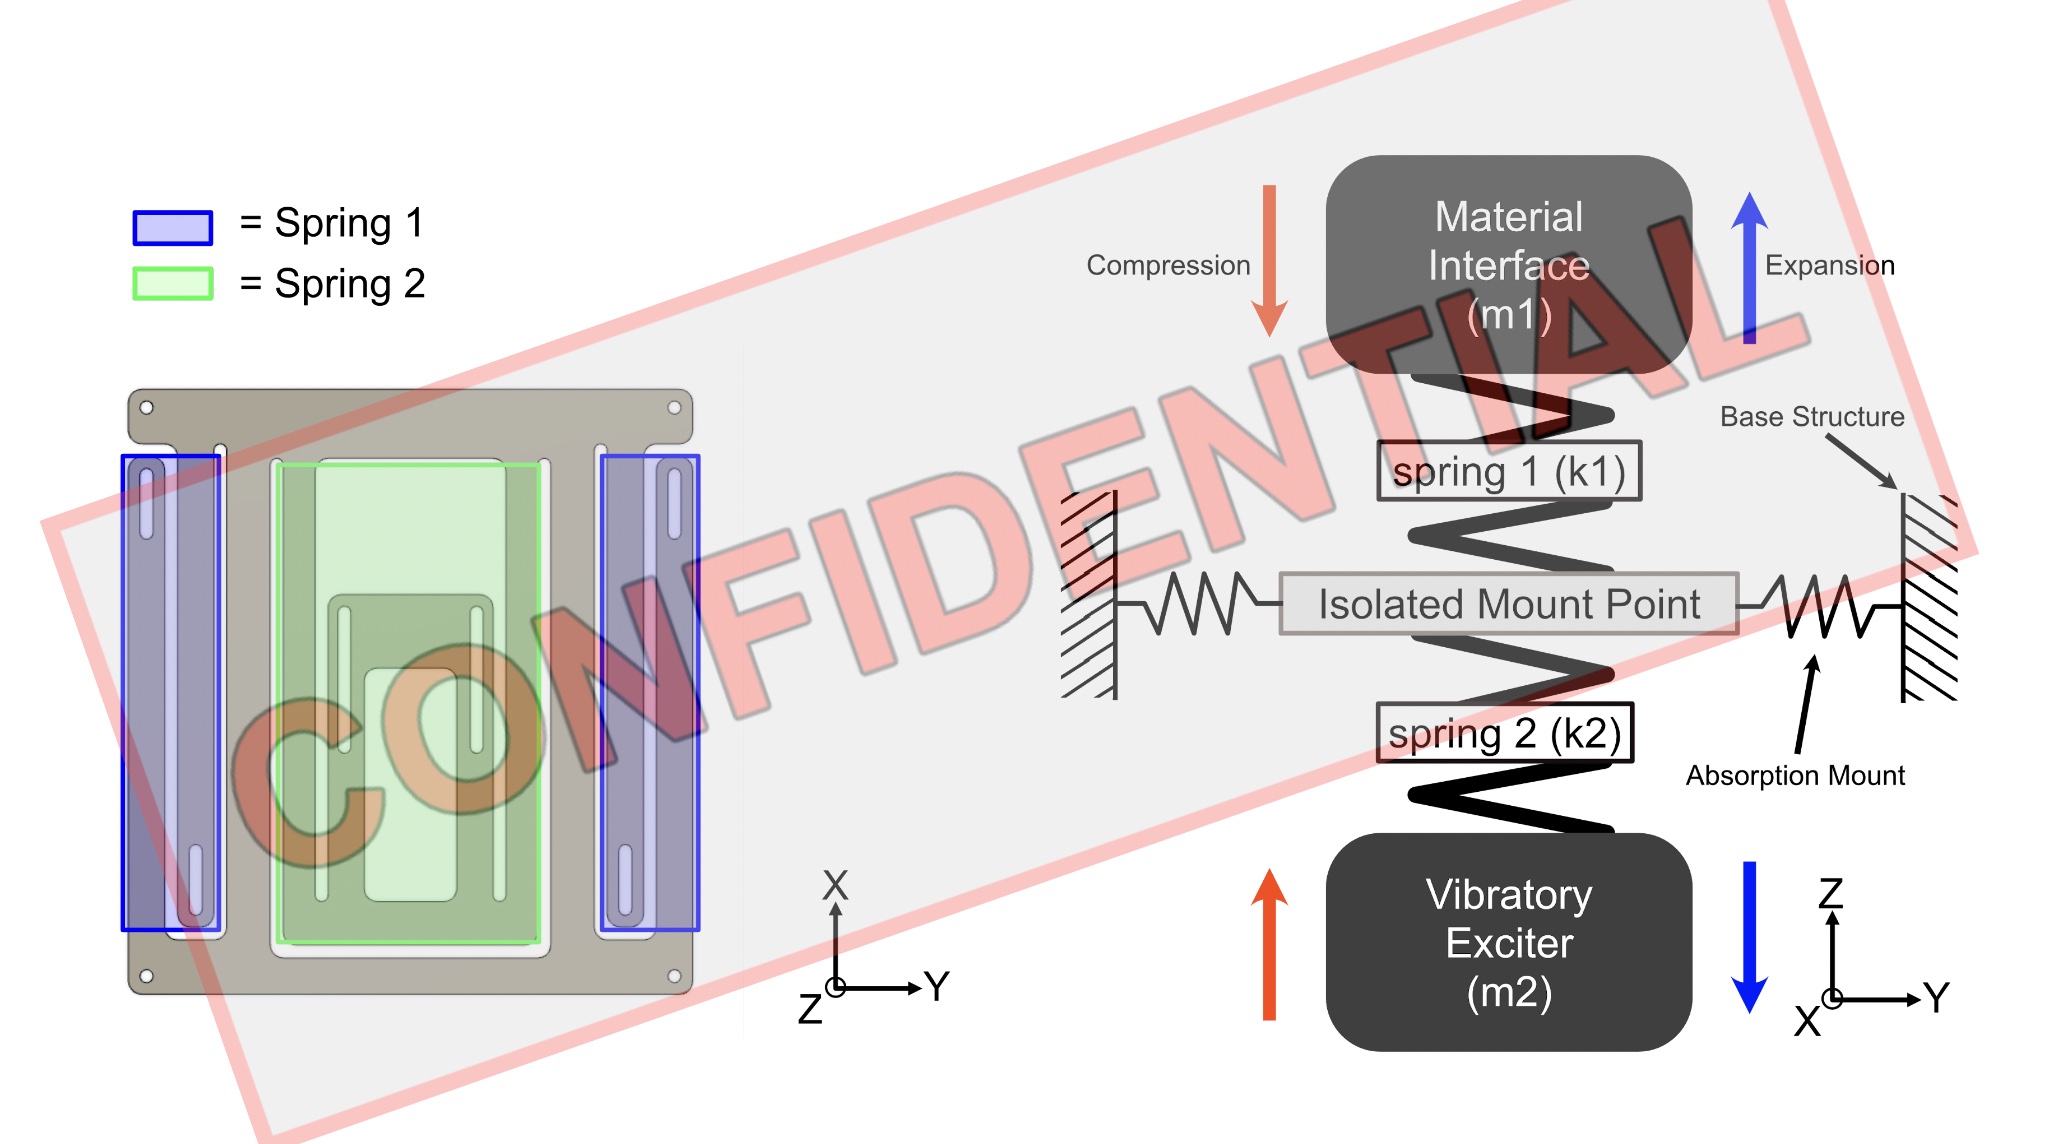 = Spring 1
= Spring 2
Material
Interface
(m1)
Compression
Expansion
Base Structure
spring 1 (k1)
Isolated Mount Point
spring 2 (k2)
Absorption Mount
Vibratory
Exciter
(m2)
X
Y
Z
Z
Y
X
CONFIDENTIAL